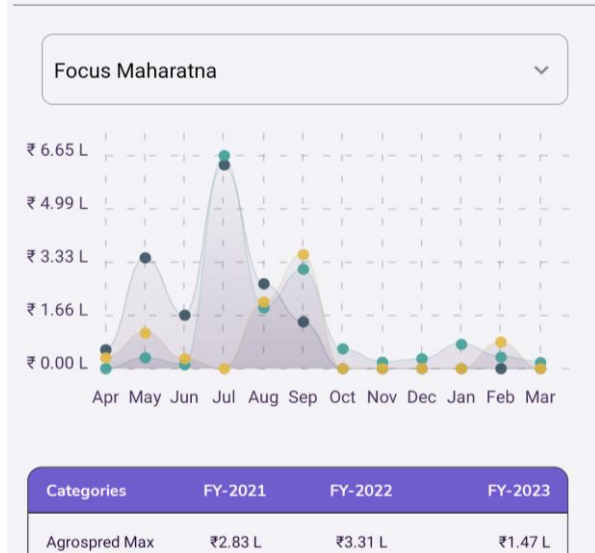 Focus Maharatna
₹ 6.65 L
₹ 4.99 L
₹ 3.33 L
₹ 1.66 L
₹ 0.00 L
Apr May Jun Jul Aug Sep Oct Nov Dec Jan Feb Mar
Categories FY-2021 FY-2022 FY-2023
Agrospred Max ₹2.83 L ₹3.31 L ₹1.47 L